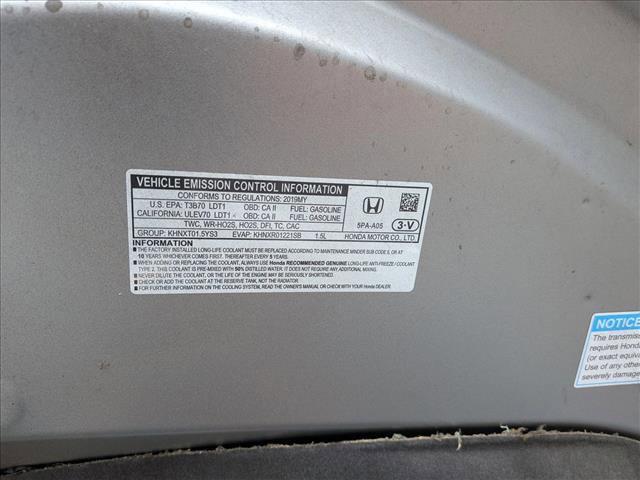 VEHICLE EMISSION CONTROL INFORMATION
CONFORMS TO REGULATIONS: 2019MY
U.S. EPA: T3B70 LDT1 OBD: CA II FUEL: GASOLINE
CALIFORNIA: ULEV70 LDT1 OBD: CA II FUEL: GASOLINE
TWC, WR-HO2S, HO2S, DFI, TC, CAC
GROUP: KHNXT01.5YS3 EVAP: KHNXR01221SB 1.5L
5PA-A05 3-V
HONDA MOTOR CO., LTD.
INFORMATION
■ THE FACTORY INSTALLED LONG-LIFE COOLANT MUST BE REPLACED ACCORDING TO MAINTENANCE MINDER SUB CODE 5, OR AT
10 YEARS WHICHEVER COMES FIRST. THEREAFTER EVERY 5 YEARS.
■ WHEN ADDING OR REPLACING THE COOLANT, ALWAYS USE Honda RECOMMENDED GENUINE LONG-LIFE ANTI-FREEZE / COOLANT
TYPE 2. THIS COOLANT IS PRE-MIXED WITH 50% DISTILLED WATER. IT DOES NOT REQUIRE ANY ADDITIONAL MIXING.
■ NEVER DILUTE THE COOLANT, OR THE LIFE OF THE ENGINE MAY BE SERIOUSLY SHORTENED.
■ CHECK OR ADD COOLANT AT THE RESERVE TANK, NOT THE RADIATOR.
■ FOR FURTHER INFORMATION ON THE COOLING SYSTEM, READ THE OWNER'S MANUAL OR CHECK WITH YOUR Honda DEALER.
NOTICE
The transmiss
requires Honda
(or exact equiva
Use of any other
severely damage